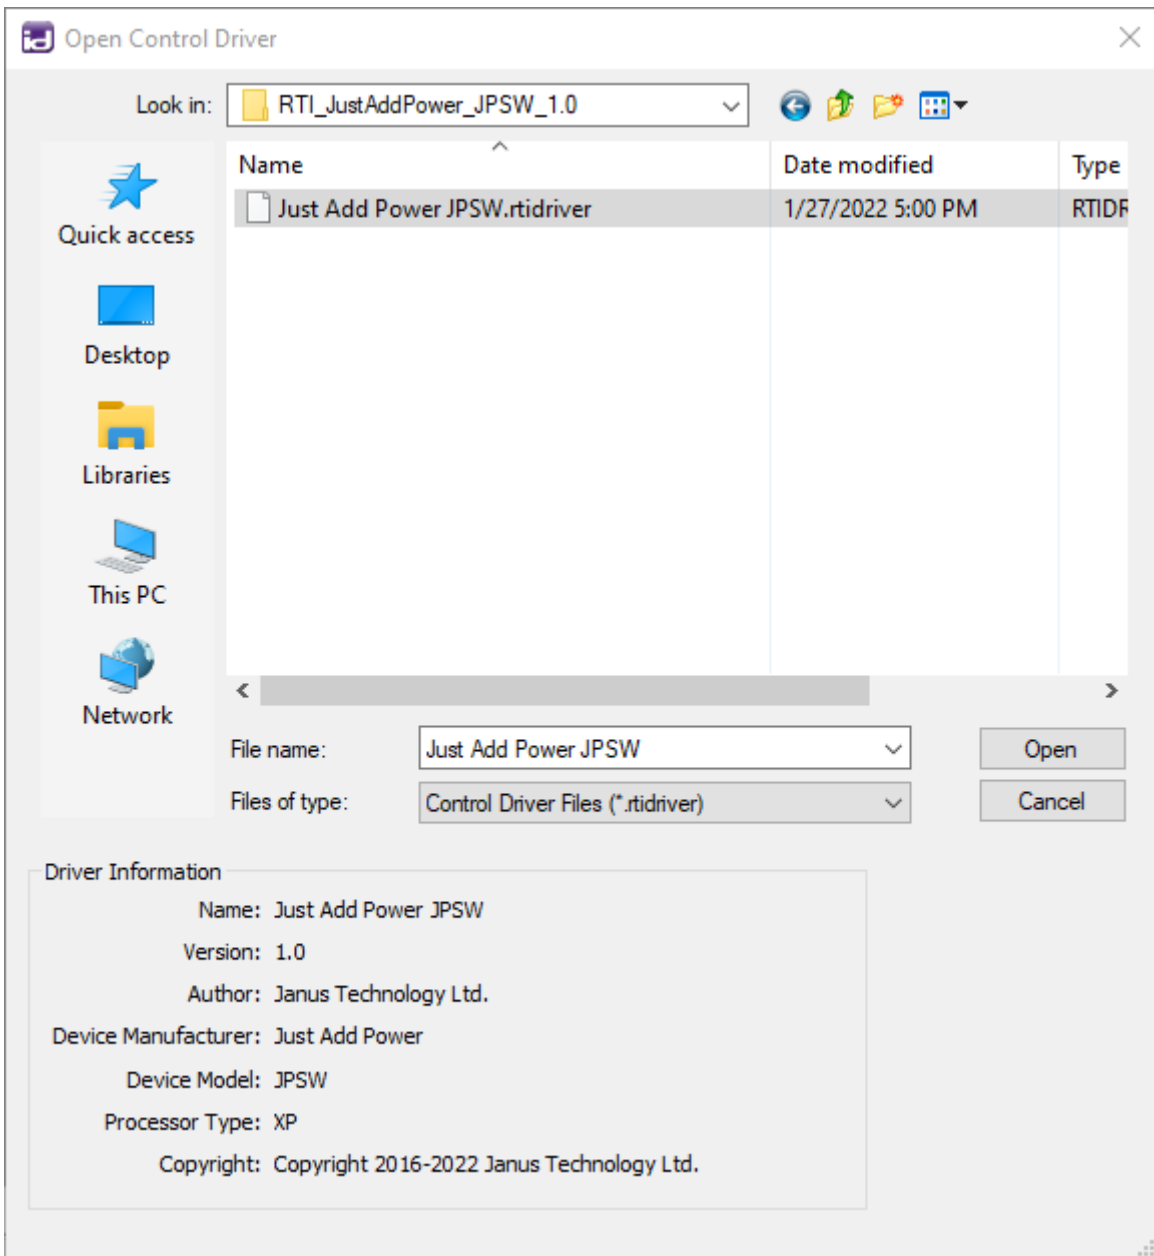 id Open Control Driver
Look in: RTI_JustAddPower_JPSW_1.0
Name Date modified Type
Just Add Power JPSW.rtidriver 1/27/2022 5:00 PM RTIDR
Quick access
Desktop
Libraries
This PC
Network
File name: Just Add Power JPSW Open
Files of type: Control Driver Files (*.rtidriver) Cancel
Driver Information
Name: Just Add Power JPSW
Version: 1.0
Author: Janus Technology Ltd.
Device Manufacturer: Just Add Power
Device Model: JPSW
Processor Type: XP
Copyright: Copyright 2016-2022 Janus Technology Ltd.